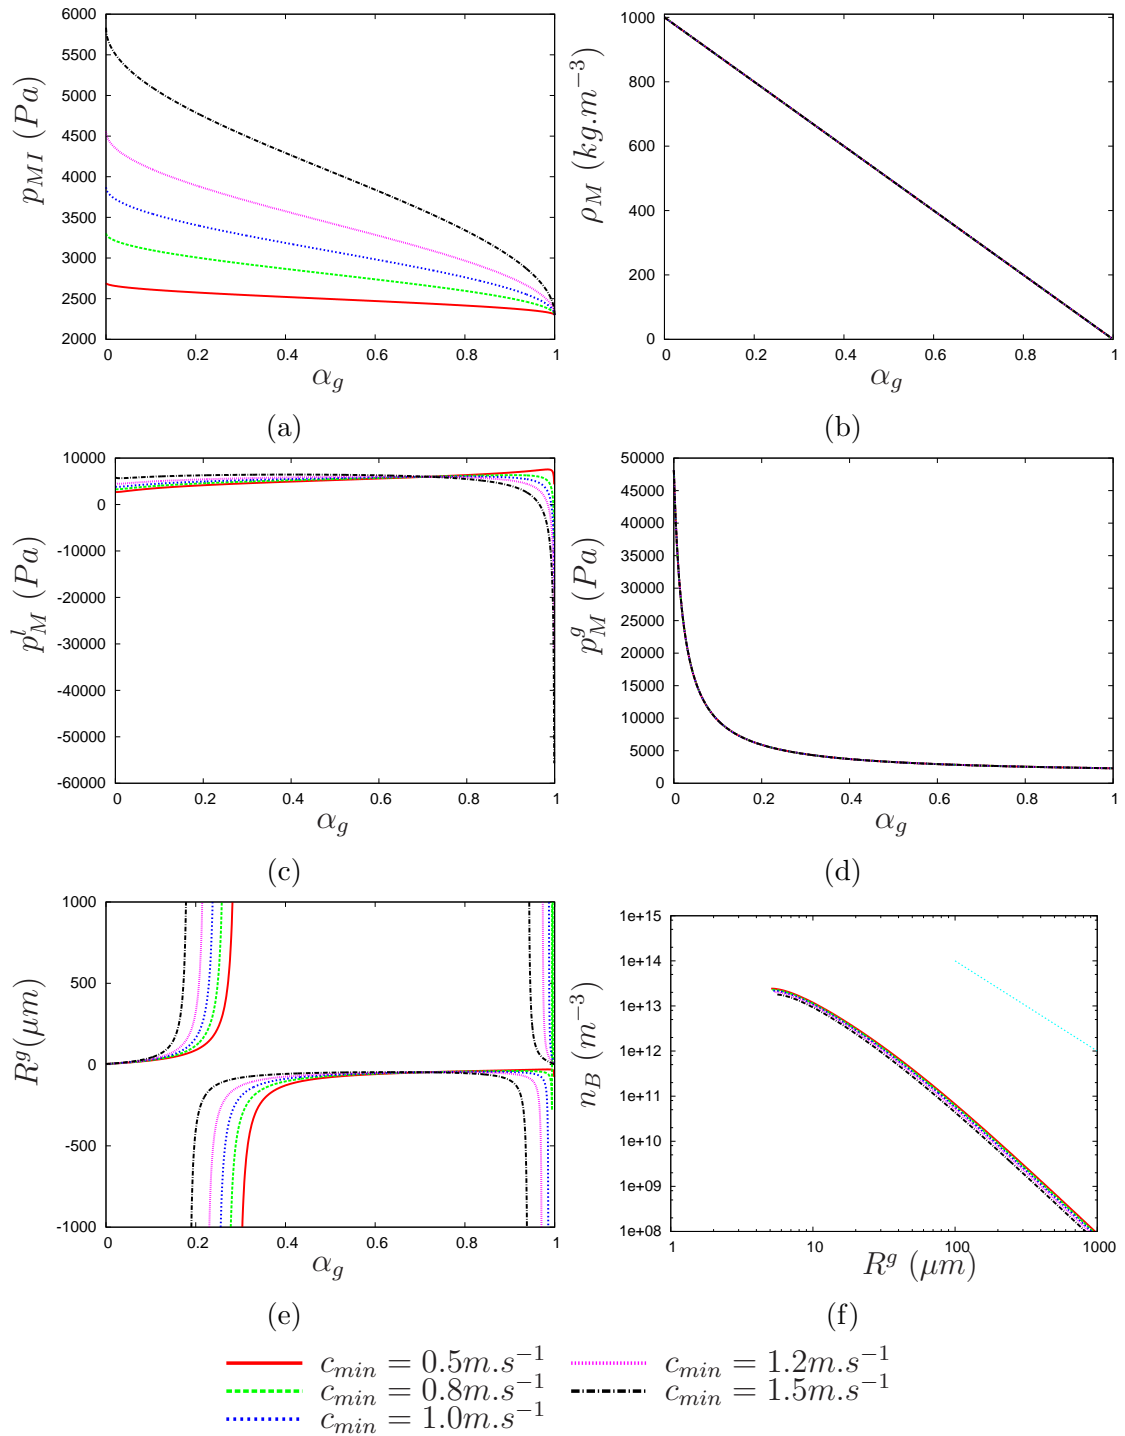 6000
5500
5000
4500
4000
3500
3000
2500
2000
0 0.2 0.4 0.6 0.8 1
p_{MI} (Pa)
α_g
(a)
1000
800
600
400
200
0
0 0.2 0.4 0.6 0.8 1
ρ_M (kg.m^{−3})
α_g
(b)
10000
0
-10000
-20000
-30000
-40000
-50000
-60000
0 0.2 0.4 0.6 0.8 1
p^l_M (Pa)
α_g
(c)
50000
45000
40000
35000
30000
25000
20000
15000
10000
5000
0
0 0.2 0.4 0.6 0.8 1
p^g_M (Pa)
α_g
(d)
1000
500
0
-500
-1000
0 0.2 0.4 0.6 0.8 1
R^g(μm)
α_g
(e)
1e+15
1e+14
1e+13
1e+12
1e+11
1e+10
1e+09
1e+08
1 10 100 1000
n_B (m^{−3})
R^g (μm)
(f)
c_{min} = 0.5m.s^{−1}
c_{min} = 0.8m.s^{−1}
c_{min} = 1.0m.s^{−1}
c_{min} = 1.2m.s^{−1}
c_{min} = 1.5m.s^{−1}